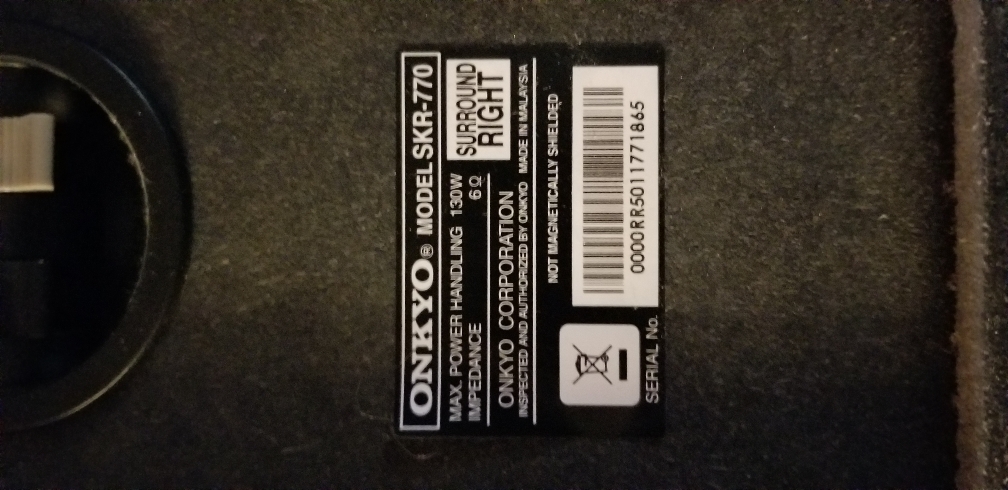 ONKYO® MODEL SKR-770
MAX. POWER HANDLING 130W
IMPEDANCE 6Ω
SURROUND
RIGHT
ONKYO CORPORATION
INSPECTED AND AUTHORIZED BY ONKYO MADE IN MALAYSIA
NOT MAGNETICALLY SHIELDED
0000RR5011771865
SERIAL No.